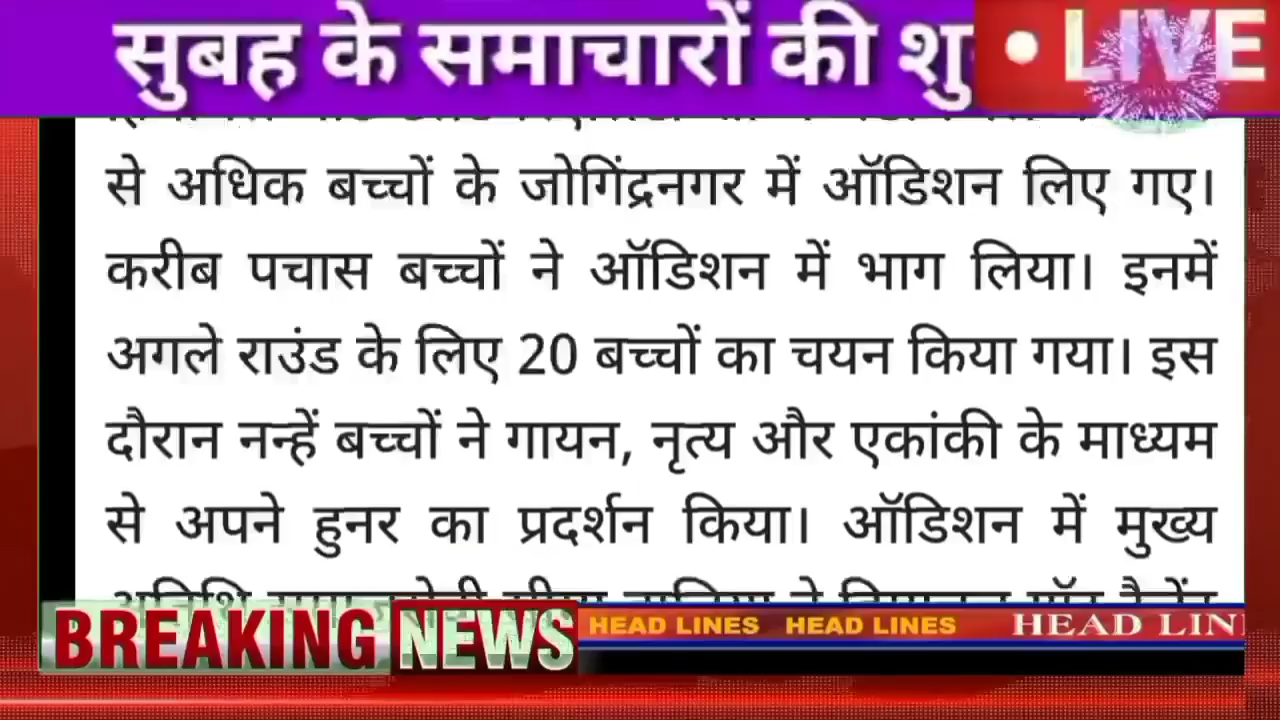 सुबह के समाचारों की
• LIVE
से अधिक बच्चों के जोगिंद्रनगर में ऑडिशन लिए गए।
करीब पचास बच्चों ने ऑडिशन में भाग लिया। इनमें
अगले राउंड के लिए 20 बच्चों का चयन किया गया। इस
दौरान नन्हें बच्चों ने गायन, नृत्य और एकांकी के माध्यम
से अपने हुनर का प्रदर्शन किया। ऑडिशन में मुख्य
BREAKING NEWS
HEAD LINES HEAD LINES HEAD LIN